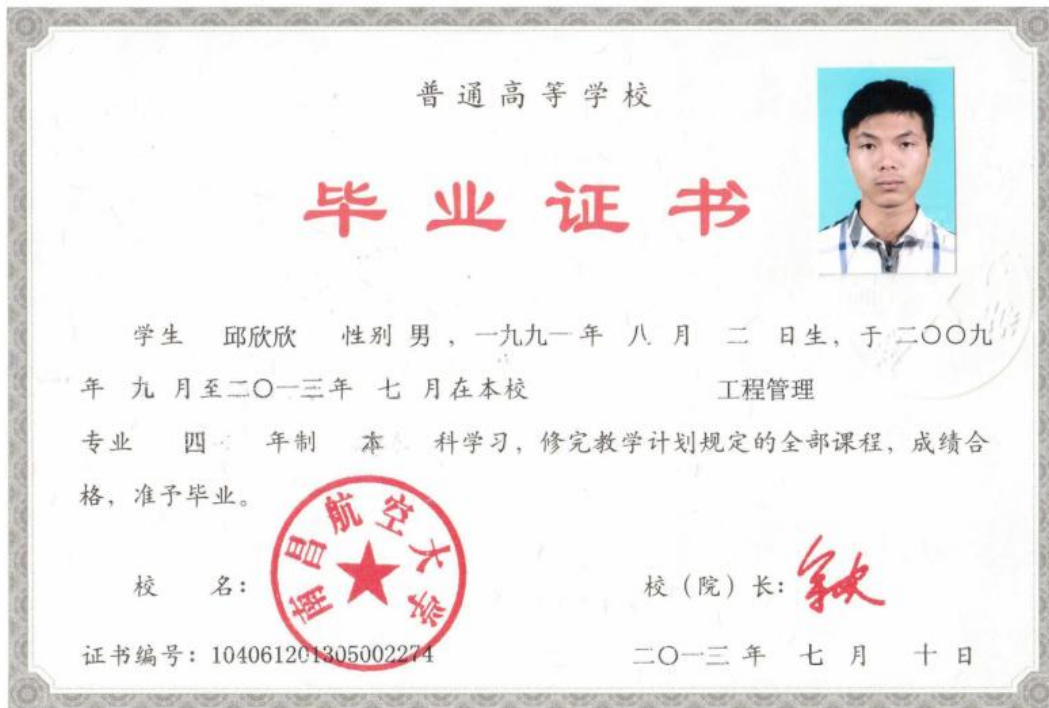 普通高等学校
毕业证书
学生 邱欣欣 性别 男 ，一九九一年 八 月 二 日生，于 二〇〇九
年 九 月至二〇一三年 七 月在本校 工程管理
专业 四 年制 本 科学习，修完教学计划规定的全部课程，成绩合
格，准予毕业。
南昌航空大学
校 名： 校（院）长：
证书编号：104061201305002274 二〇一三 年 七 月 十 日